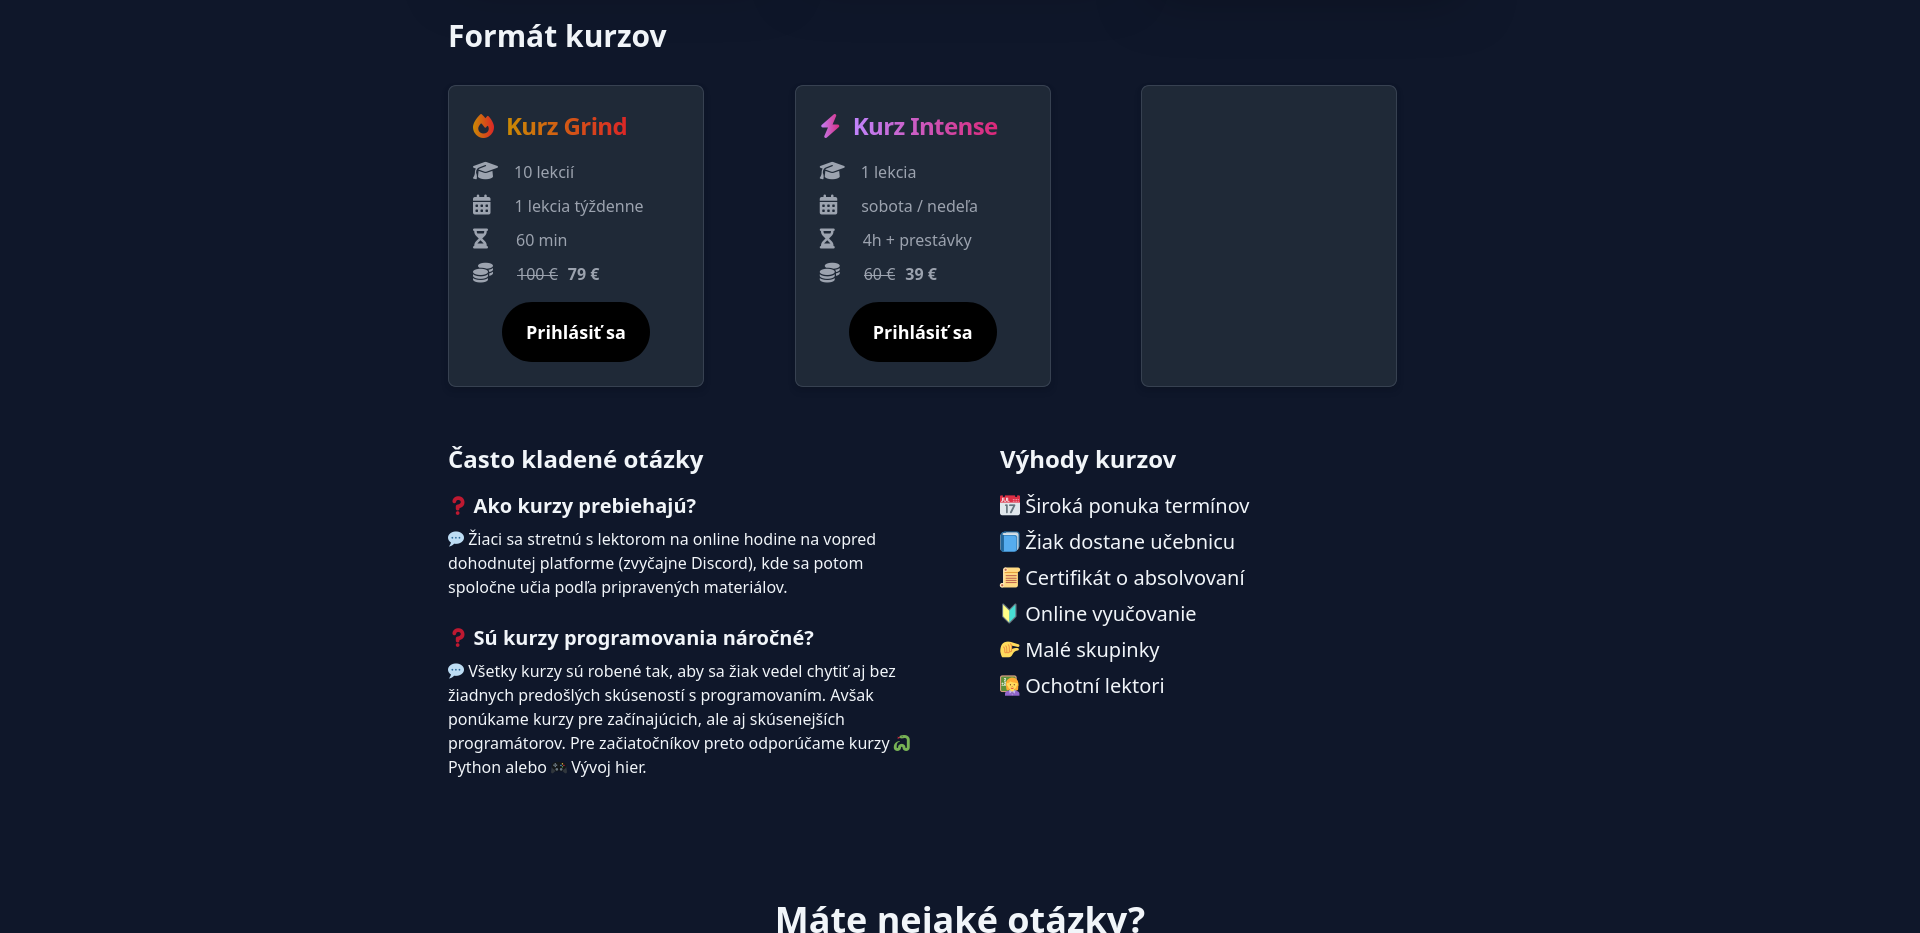 Formát kurzov
Kurz Grind
10 lekcií
1 lekcia týždenne
60 min
100 € 79 €
Prihlásiť sa
Kurz Intense
1 lekcia
sobota / nedeľa
4h + prestávky
60 € 39 €
Prihlásiť sa
Často kladené otázky
❓ Ako kurzy prebiehajú?
💬 Žiaci sa stretnú s lektorom na online hodine na vopred
dohodnutej platforme (zvyčajne Discord), kde sa potom
spoločne učia podľa pripravených materiálov.
❓ Sú kurzy programovania náročné?
💬 Všetky kurzy sú robené tak, aby sa žiak vedel chytiť aj bez
žiadnych predošlých skúseností s programovaním. Avšak
ponúkame kurzy pre začínajúcich, ale aj skúsenejších
programátorov. Pre začiatočníkov preto odporúčame kurzy 🐍
Python alebo 🎮 Vývoj hier.
Výhody kurzov
📅 Široká ponuka termínov
📘 Žiak dostane učebnicu
📜 Certifikát o absolvovaní
🔰 Online vyučovanie
👉 Malé skupinky
👩‍🏫 Ochotní lektori
Máte nejaké otázky?